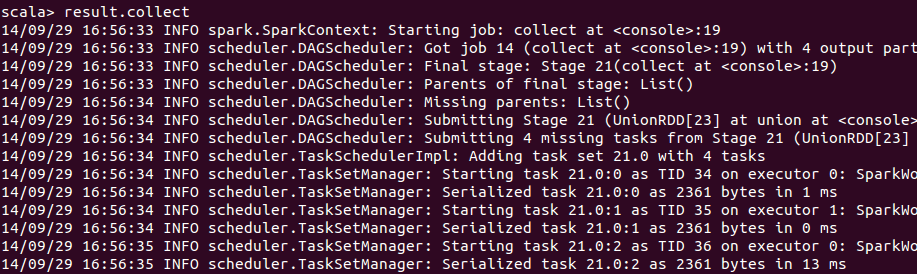 scala> result.collect
14/09/29 16:56:33 INFO spark.SparkContext: Starting job: collect at <console>:19
14/09/29 16:56:33 INFO scheduler.DAGScheduler: Got job 14 (collect at <console>:19) with 4 output part
14/09/29 16:56:33 INFO scheduler.DAGScheduler: Final stage: Stage 21(collect at <console>:19)
14/09/29 16:56:33 INFO scheduler.DAGScheduler: Parents of final stage: List()
14/09/29 16:56:34 INFO scheduler.DAGScheduler: Missing parents: List()
14/09/29 16:56:34 INFO scheduler.DAGScheduler: Submitting Stage 21 (UnionRDD[23] at union at <console>
14/09/29 16:56:34 INFO scheduler.DAGScheduler: Submitting 4 missing tasks from Stage 21 (UnionRDD[23]
14/09/29 16:56:34 INFO scheduler.TaskSchedulerImpl: Adding task set 21.0 with 4 tasks
14/09/29 16:56:34 INFO scheduler.TaskSetManager: Starting task 21.0:0 as TID 34 on executor 0: SparkWo
14/09/29 16:56:34 INFO scheduler.TaskSetManager: Serialized task 21.0:0 as 2361 bytes in 1 ms
14/09/29 16:56:34 INFO scheduler.TaskSetManager: Starting task 21.0:1 as TID 35 on executor 1: SparkWo
14/09/29 16:56:34 INFO scheduler.TaskSetManager: Serialized task 21.0:1 as 2361 bytes in 0 ms
14/09/29 16:56:35 INFO scheduler.TaskSetManager: Starting task 21.0:2 as TID 36 on executor 0: SparkWo
14/09/29 16:56:35 INFO scheduler.TaskSetManager: Serialized task 21.0:2 as 2361 bytes in 13 ms